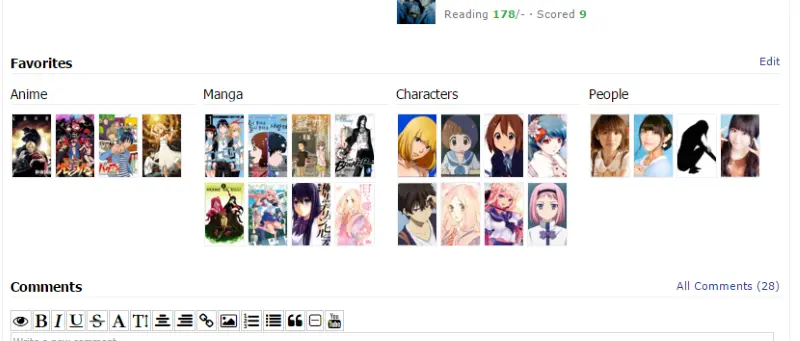 Reading 178/- · Scored 9
Favorites
Edit
Anime
Manga
Characters
People
Comments
All Comments (28)
B I U S A T
Write a new comment